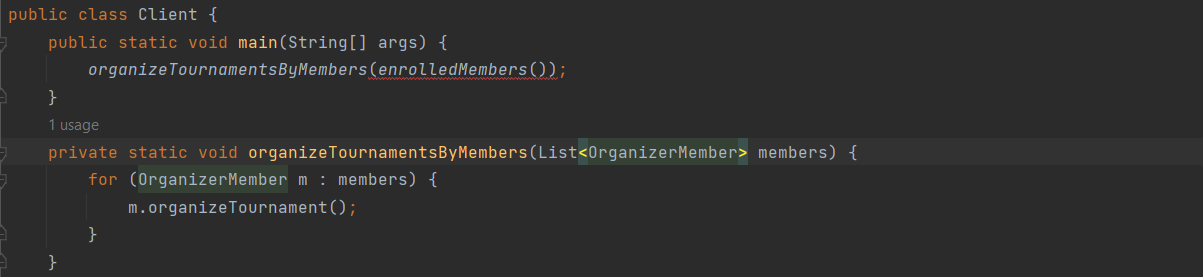 public class Client {
public static void main(String[] args) {
organizeTournamentsByMembers(enrolledMembers());
}
1 usage
private static void organizeTournamentsByMembers(List<OrganizerMember> members) {
for (OrganizerMember m : members) {
m.organizeTournament();
}
}